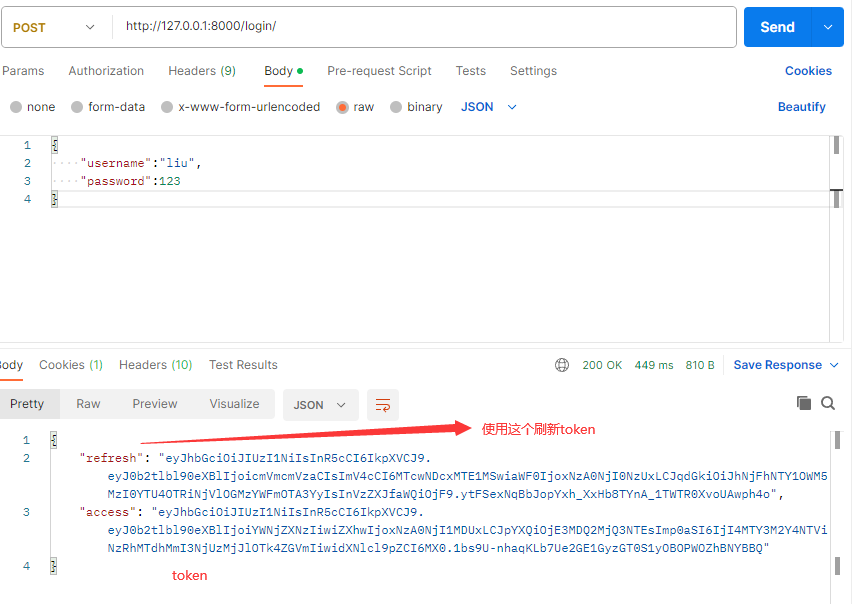 POST http://127.0.0.1:8000/login/ Send
Params Authorization Headers (9) Body Pre-request Script Tests Settings Cookies
none form-data x-www-form-urlencoded raw binary JSON Beautify
1 {
2 "username":"liu",
3 "password":123
4 }
Body Cookies (1) Headers (10) Test Results 200 OK 449 ms 810 B Save Response
Pretty Raw Preview Visualize JSON
使用这个刷新token
1 {
2 "refresh": "eyJhbGciOiJIUzI1NiIsInR5cCI6IkpXVCJ9.
eyJ0b2tlbl90eXBlIjoicmVmcmVzaCIsImV4cCI6MTcwNDcxMTE1MSwiaWF0IjoxNzA0NjI0NzUxLCJqdGkiOiJhNjFhNTY1OWM5
MzI0YTU4OTRiNjVlOGMzYWFmOTA3YyIsInVzZXJfaWQiOjF9.ytFSexNqBbJopYxh_XxHb8TYnA_1TWTR0XvoUAwph4o",
3 "access": "eyJhbGciOiJIUzI1NiIsInR5cCI6IkpXVCJ9.
eyJ0b2tlbl90eXBlIjoiYWNjZXNzIiwiZXhwIjoxNzA0NjI1MDUxLCJpYXQiOjE3MDQ2MjQ3NTEsImp0aSI6IjI4MTY3M2Y4NTVi
NzRhMTdhMmI3NjUzMjJlOTk4ZGVmIiwidXNlcl9pZCI6MX0.1bs9U-nhaqKLb7Ue2GE1GyzGT0S1yOBOPWOZhBNYBBQ"
4 }
token